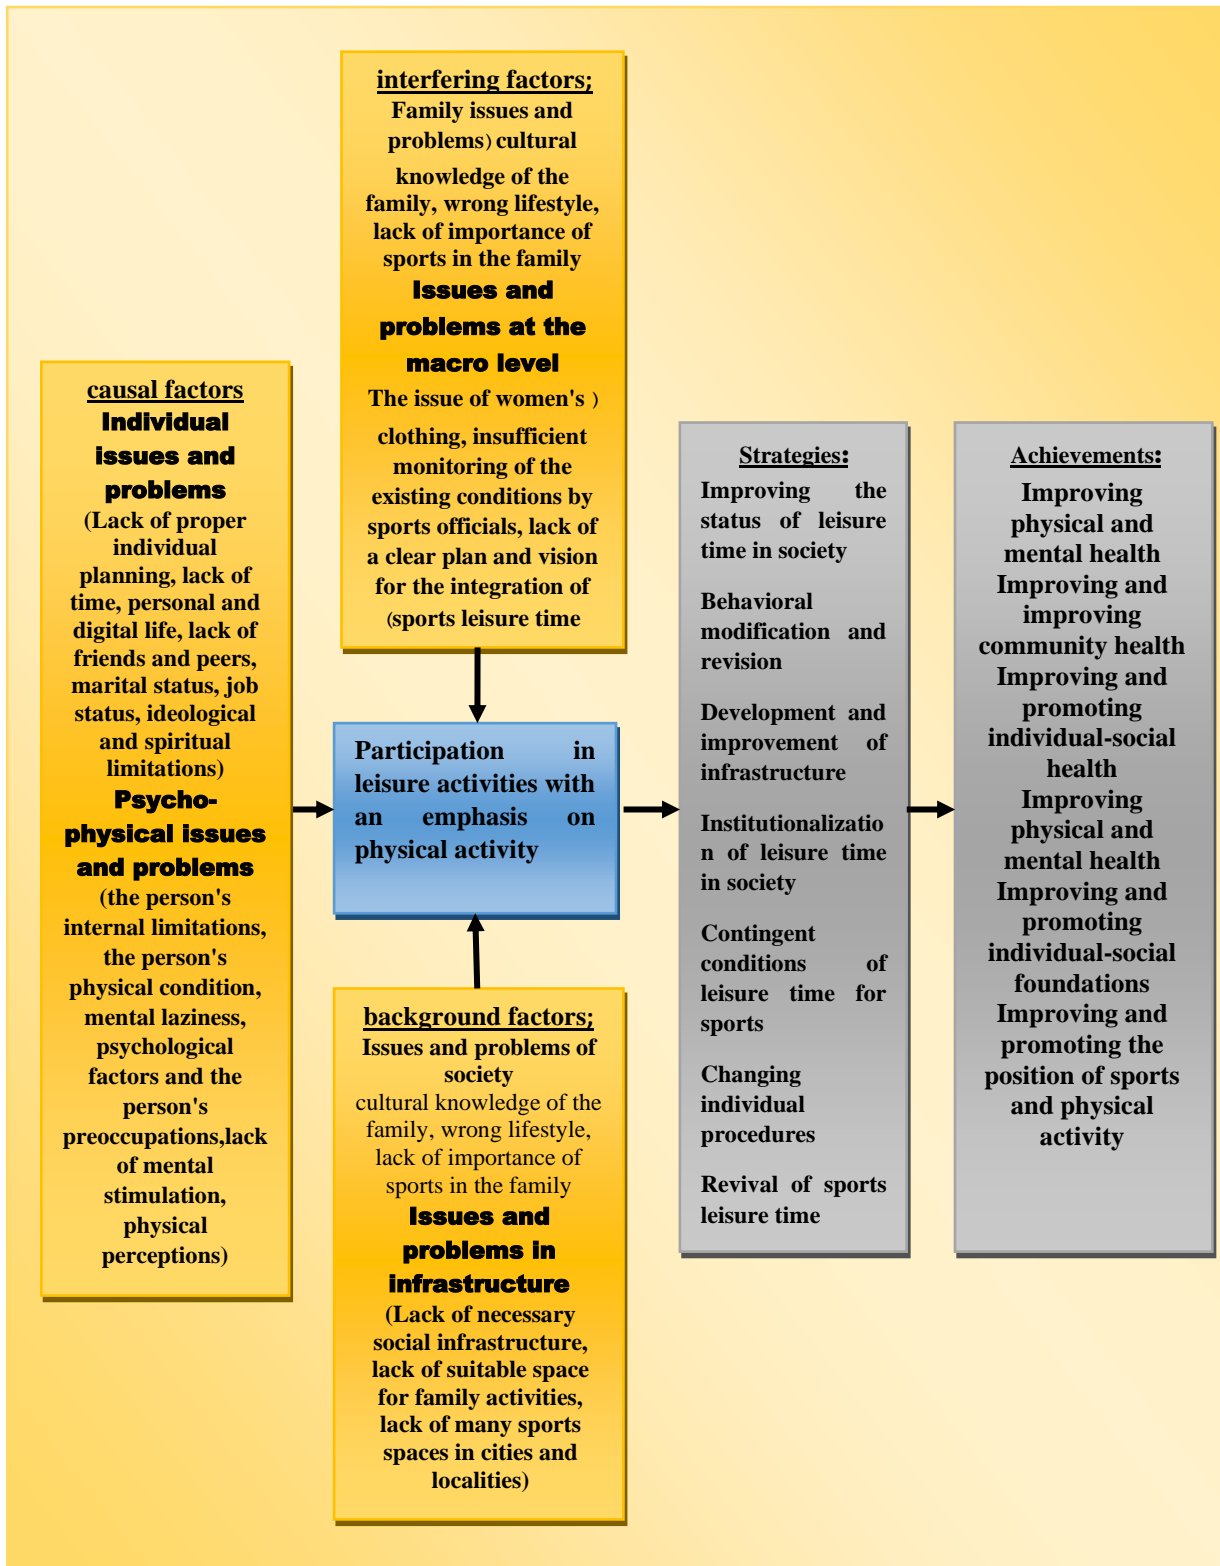 interfering factors;
Family issues and
problems) cultural
knowledge of the
family, wrong lifestyle,
lack of importance of
sports in the family
Issues and
problems at the
macro level
The issue of women's )
clothing, insufficient
monitoring of the
existing conditions by
sports officials, lack of
a clear plan and vision
for the integration of
(sports leisure time
causal factors
Individual
issues and
problems
(Lack of proper
individual
planning, lack of
time, personal and
digital life, lack of
friends and peers,
marital status, job
status, ideological
and spiritual
limitations)
Psycho-
physical issues
and problems
(the person's
internal limitations,
the person's
physical condition,
mental laziness,
psychological
factors and the
person's
preoccupations,lack
of mental
stimulation,
physical
perceptions)
Participation in
leisure activities with
an emphasis on
physical activity
background factors;
Issues and problems of
society
cultural knowledge of the
family, wrong lifestyle,
lack of importance of
sports in the family
Issues and
problems in
infrastructure
(Lack of necessary
social infrastructure,
lack of suitable space
for family activities,
lack of many sports
spaces in cities and
localities)
Strategies:
Improving the
status of leisure
time in society
Behavioral
modification and
revision
Development and
improvement of
infrastructure
Institutionalizatio
n of leisure time
in society
Contingent
conditions of
leisure time for
sports
Changing
individual
procedures
Revival of sports
leisure time
Achievements:
Improving
physical and
mental health
Improving and
improving
community health
Improving and
promoting
individual-social
health
Improving
physical and
mental health
Improving and
promoting
individual-social
foundations
Improving and
promoting the
position of sports
and physical
activity